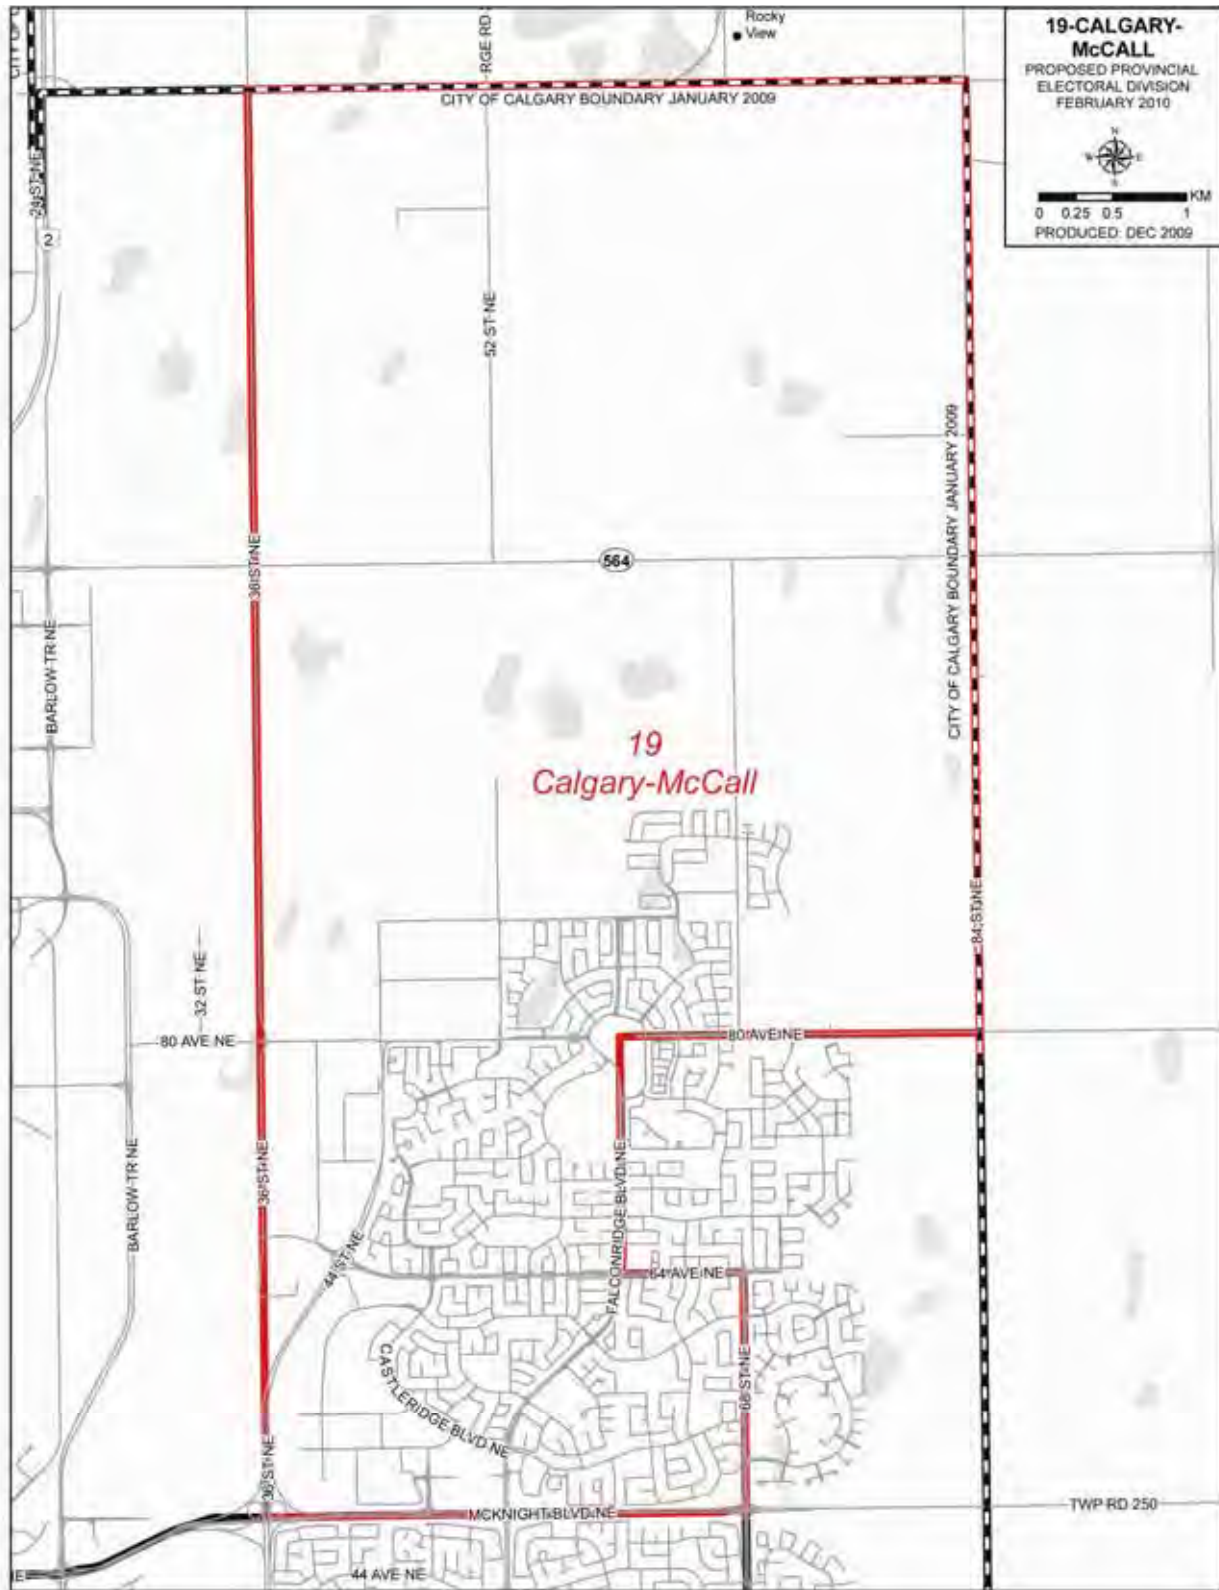 Rocky
View
19-CALGARY-
McCALL
PROPOSED PROVINCIAL
ELECTORAL DIVISION
FEBRUARY 2010
N
W
E
S
KM
0 0.25 0.5 1
PRODUCED: DEC 2009
RGE RD
CITY OF CALGARY BOUNDARY JANUARY 2009
24 ST NE
2
52 ST NE
CITY OF CALGARY BOUNDARY JANUARY 2009
36 ST NE
564
BARLOW TR NE
19
Calgary-McCall
84 ST NE
32 ST NE
80 AVE NE
80 AVE NE
36 ST NE
BARLOW TR NE
FALCONRIDGE BLVD NE
44 ST NE
64 AVE NE
CASTLERIDGE BLVD NE
68 ST NE
36 ST NE
MCKNIGHT BLVD NE
TWP RD 250
44 AVE NE